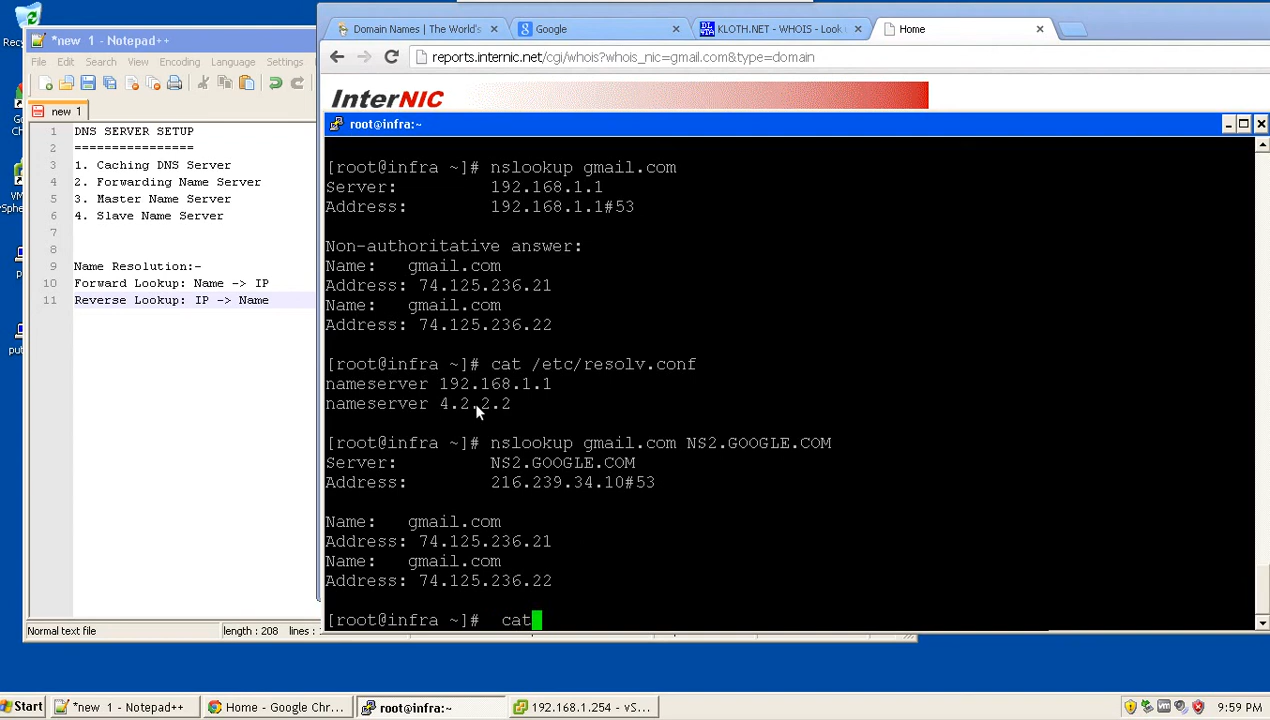 Domain Names | The World's
Google
KLOTH.NET - WHOIS - Look
Home
reports.internic.net/cgi/whois?whois_nic=gmail.com&type=domain
InterNIC
*new 1 - Notepad++
File Edit Search View Encoding Language Settings
new 1
1 DNS SERVER SETUP
2 ===============
3 1. Caching DNS Server
4 2. Forwarding Name Server
5 3. Master Name Server
6 4. Slave Name Server
7
8
9 Name Resolution:-
10 Forward Lookup: Name -> IP
11 Reverse Lookup: IP -> Name
Normal text file
length : 208 lines :
root@infra:~
[root@infra ~]# nslookup gmail.com
Server: 192.168.1.1
Address: 192.168.1.1#53
Non-authoritative answer:
Name: gmail.com
Address: 74.125.236.21
Name: gmail.com
Address: 74.125.236.22
[root@infra ~]# cat /etc/resolv.conf
nameserver 192.168.1.1
nameserver 4.2.2.2
[root@infra ~]# nslookup gmail.com NS2.GOOGLE.COM
Server: NS2.GOOGLE.COM
Address: 216.239.34.10#53
Name: gmail.com
Address: 74.125.236.21
Name: gmail.com
Address: 74.125.236.22
[root@infra ~]# cat
Start
*new 1 - Notepad++
Home - Google Chr...
root@infra:~
192.168.1.254 - vS...
9:59 PM